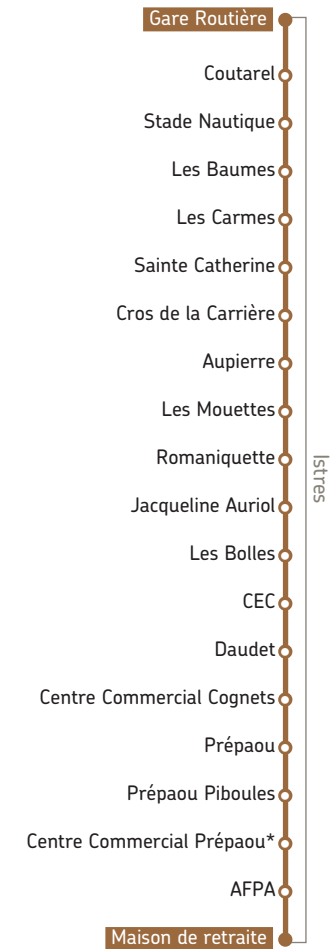 Gare Routière
Coutarel
Stade Nautique
Les Baumes
Les Carmes
Sainte Catherine
Cros de la Carrière
Aupierre
Les Mouettes
Romaniquette
Jacqueline Auriol
Les Bolles
CEC
Daudet
Centre Commercial Cognets
Prépaou
Prépaou Piboules
Centre Commercial Prépaou*
AFPA
Maison de retraite
Istres